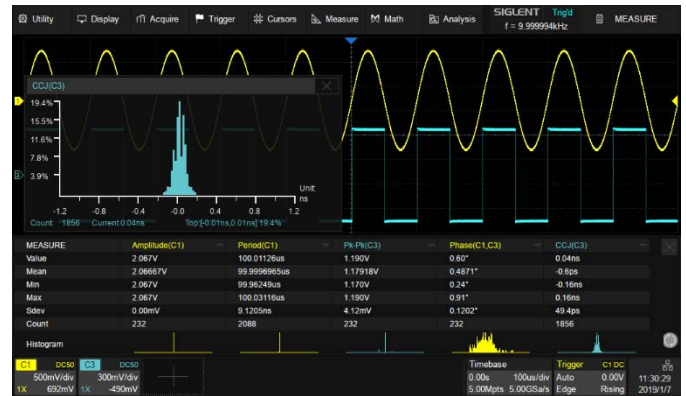 Utility Display Acquire Trigger Cursors Measure Math Analysis SIGLENT Trig'd MEASURE
f = 9.999994kHz
CCJ(C3)
19.4%
15.5%
11.6%
7.8%
3.9%
Unit:
ns
-1.2 -0.8 -0.4 -0.0 0.4 0.8 1.2
Count: 1856 Current:0.04ns Top:[-0.01ns,0.01ns]:19.4%
1
3
MEASURE Amplitude(C1) Period(C1) Pk-Pk(C3) Phase(C1,C3) CCJ(C3)
Value 2.067V 100.01126us 1.190V 0.60° 0.04ns
Mean 2.06667V 99.9996965us 1.17918V 0.4871° -0.6ps
Min 2.067V 99.96249us 1.170V 0.24° -0.16ns
Max 2.067V 100.03116us 1.190V 0.91° 0.16ns
Sdev 0.00mV 9.1205ns 4.12mV 0.1202° 49.4ps
Count 232 2088 232 232 1856
Histogram
C1 DC50 C3 DC50 Timebase Trigger C1 DC
500mV/div 300mV/div 0.00s 100us/div Auto 0.00V 11:30:29
1X 692mV 1X -490mV 5.00Mpts 5.00GSa/s Edge Rising 2019/1/7